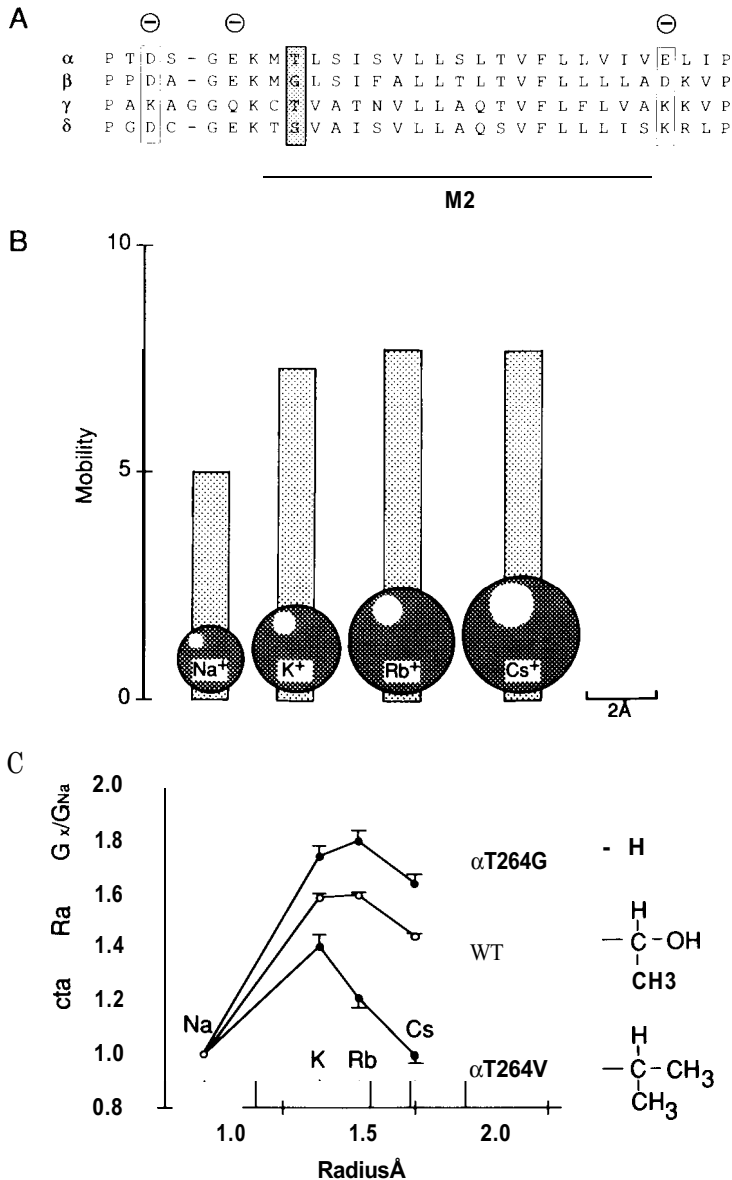 A
⊖ ⊖ ⊖
α P T D S - G E K M T L S I S V L L S L T V F L L V I V E L I P
β P P D A - G E K M G L S I F A L L T L T V F L L L L A D K V P
γ P A K A G G Q K C T V A T N V L L A Q T V F L F L V A K K V P
δ P G D C - G E K T S V A I S V L L A Q S V F L L L I S K R L P
M2
B
10
5
0
Mobility
Na+ K+ Rb+ Cs+
2Å
C
2.0
1.8
1.6
1.4
1.2
1.0
0.8
cta Ra G x/GNa
Na
K Rb
Cs
αT264G - H
WT
H
—C—OH
CH3
αT264V
H
—C—CH3
CH3
1.0 1.5 2.0
RadiusÅ